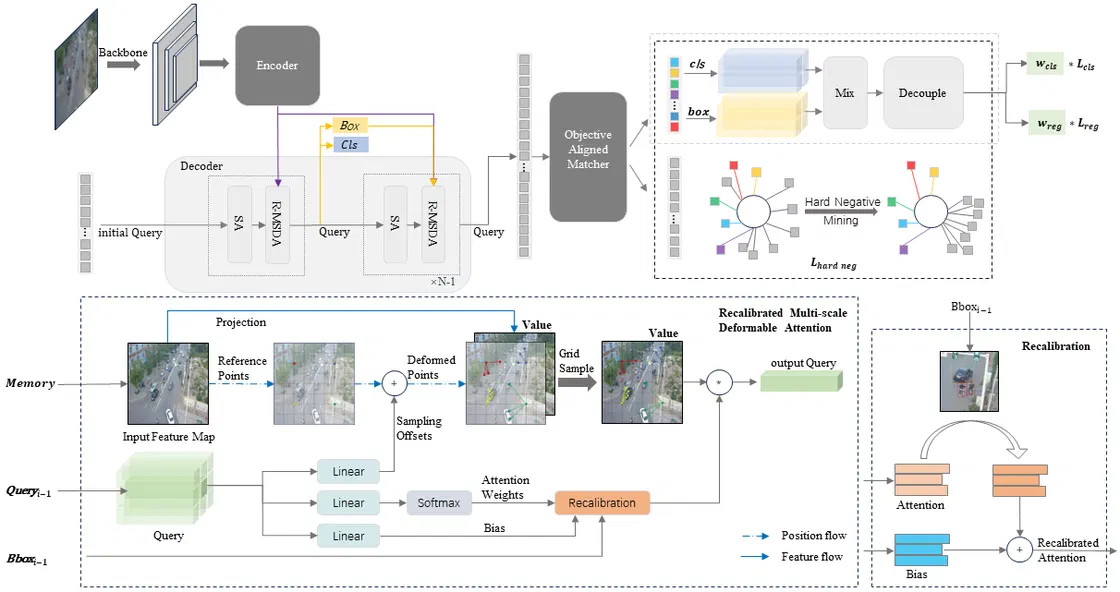 Backbone
Encoder
Box
Cls
Decoder
SA
R-MSDA
SA
R-MSDA
initial Query
Query
Query
×N-1
Objective
Aligned
Matcher
cls
box
Mix
Decouple
w_cls * L_cls
w_reg * L_reg
Hard Negative
Mining
L_hard neg
Projection
Value
Value
Recalibrated Multi-scale
Deformable Attention
Memory
Reference
Points
+
Deformed
Points
Grid
Sample
*
output Query
Input Feature Map
Sampling
Offsets
Query_i−1
Query
Linear
Linear
Linear
Softmax
Attention
Weights
Bias
Recalibration
Bbox_i−1
Position flow
Feature flow
Bbox_i−1
Recalibration
Attention
Bias
+
Recalibrated
Attention